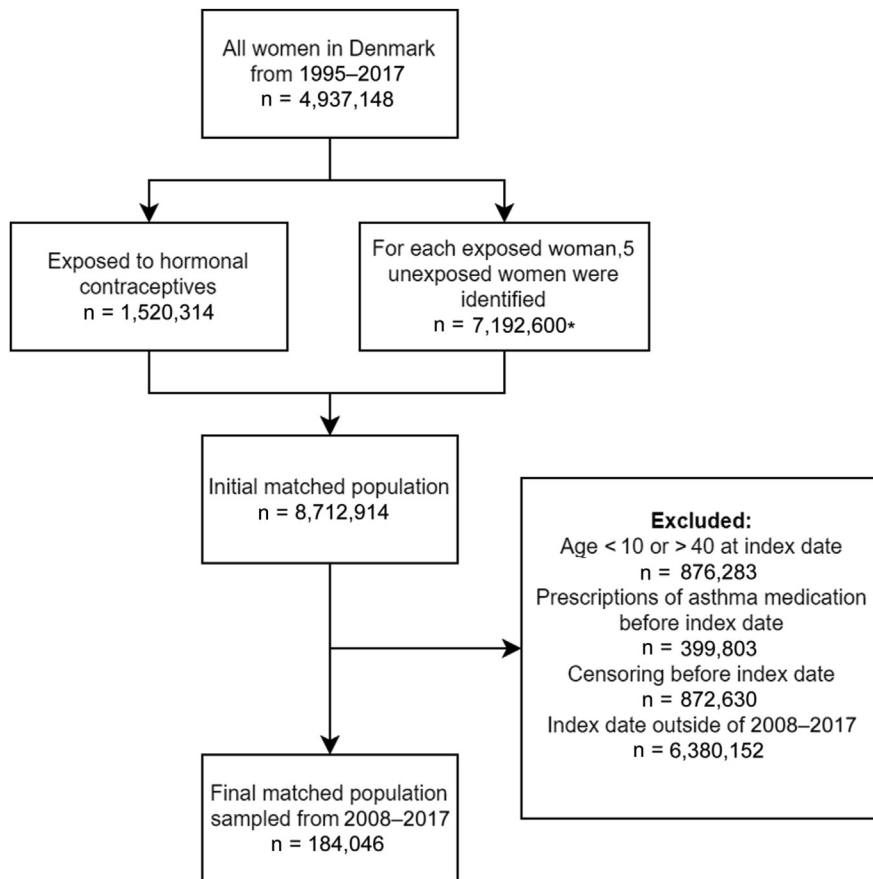 All women in Denmark
from 1995–2017
n = 4,937,148
Exposed to hormonal
contraceptives
n = 1,520,314
For each exposed woman,5
unexposed women were
identified
n = 7,192,600*
Initial matched population
n = 8,712,914
Excluded:
Age < 10 or > 40 at index date
n = 876,283
Prescriptions of asthma medication
before index date
n = 399,803
Censoring before index date
n = 872,630
Index date outside of 2008–2017
n = 6,380,152
Final matched population
sampled from 2008–2017
n = 184,046